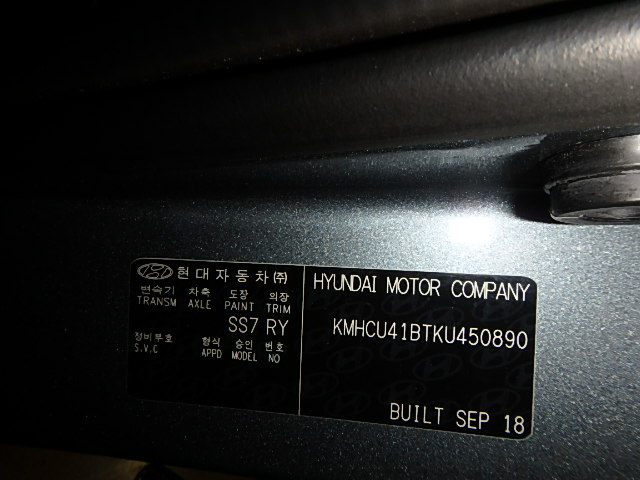 현대자동차㈜
변속기 차축 도장 외장
TRANSM AXLE PAINT TRIM
SS7 RY
정비부호 형식 승인 번호
S.V.C APPD MODEL NO
HYUNDAI MOTOR COMPANY
KMHCU41BTKU450890
BUILT SEP 18